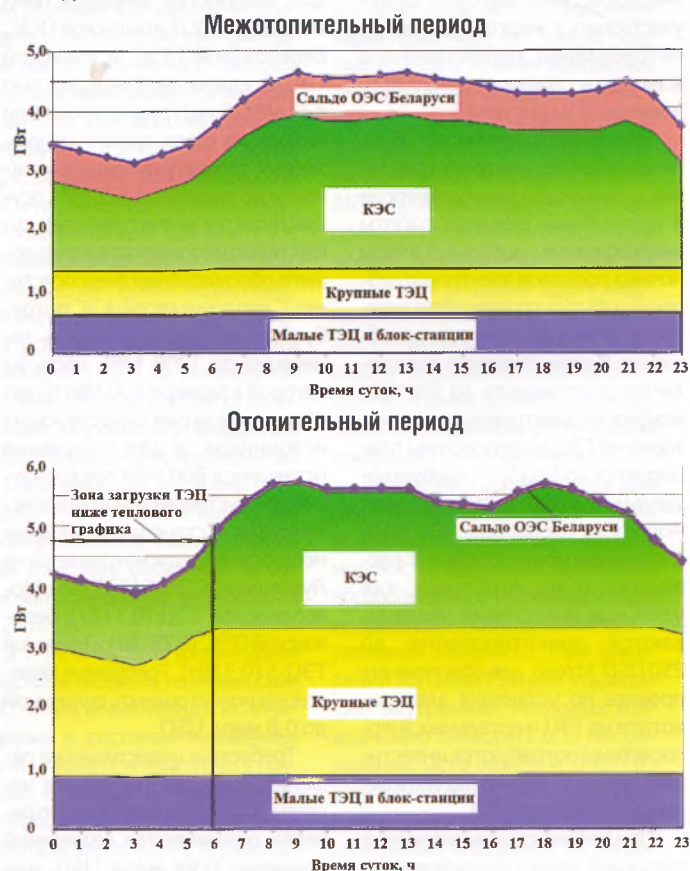 Межотопительный период
5,0
4,0
3,0
2,0
1,0
0
ГВт
Сальдо ОЭС Беларуси
КЭС
Крупные ТЭЦ
Малые ТЭЦ и блок-станции
0 1 2 3 4 5 6 7 8 9 10 11 12 13 14 15 16 17 18 19 20 21 22 23
Время суток, ч
Отопительный период
6,0
5,0
4,0
3,0
2,0
1,0
0
ГВт
Зона загрузки ТЭЦ
ниже теплового
графика
Сальдо ОЭС Беларуси
КЭС
Крупные ТЭЦ
Малые ТЭЦ и блок-станции
0 1 2 3 4 5 6 7 8 9 10 11 12 13 14 15 16 17 18 19 20 21 22 23
Время суток, ч